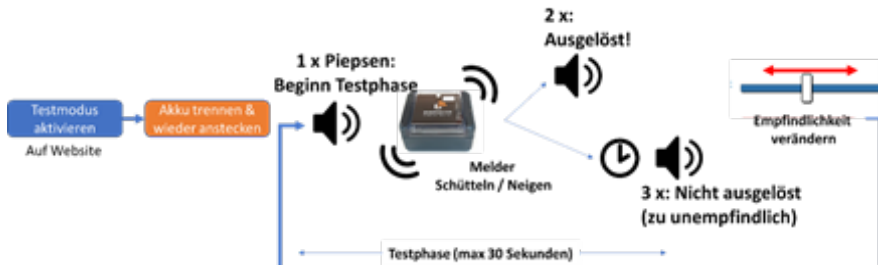 Testmodus
aktivieren
Auf Website
Akku trennen &
wieder anstecken
1 x Piepsen:
Beginn Testphase
Melder
Schütteln / Neigen
2 x:
Ausgelöst!
3 x: Nicht ausgelöst
(zu unempfindlich)
Empfindlichkeit
verändern
Testphase (max 30 Sekunden)